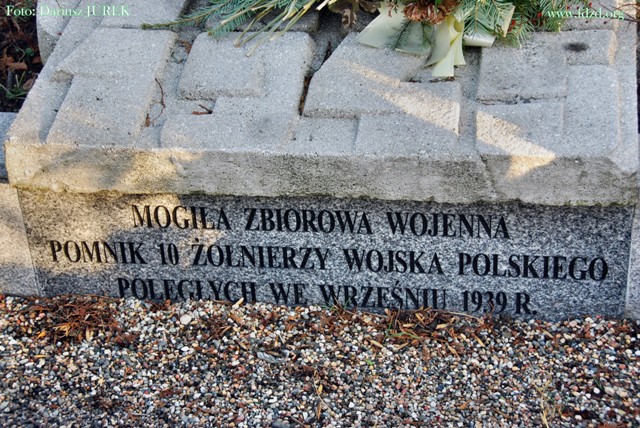 Foto: Dariusz JUREK
www.fdzd.org
MOGIŁA ZBIOROWA WOJENNA
POMNIK 10 ŻOŁNIERZY WOJSKA POLSKIEGO
POLEGŁYCH WE WRZEŚNIU 1939 R.